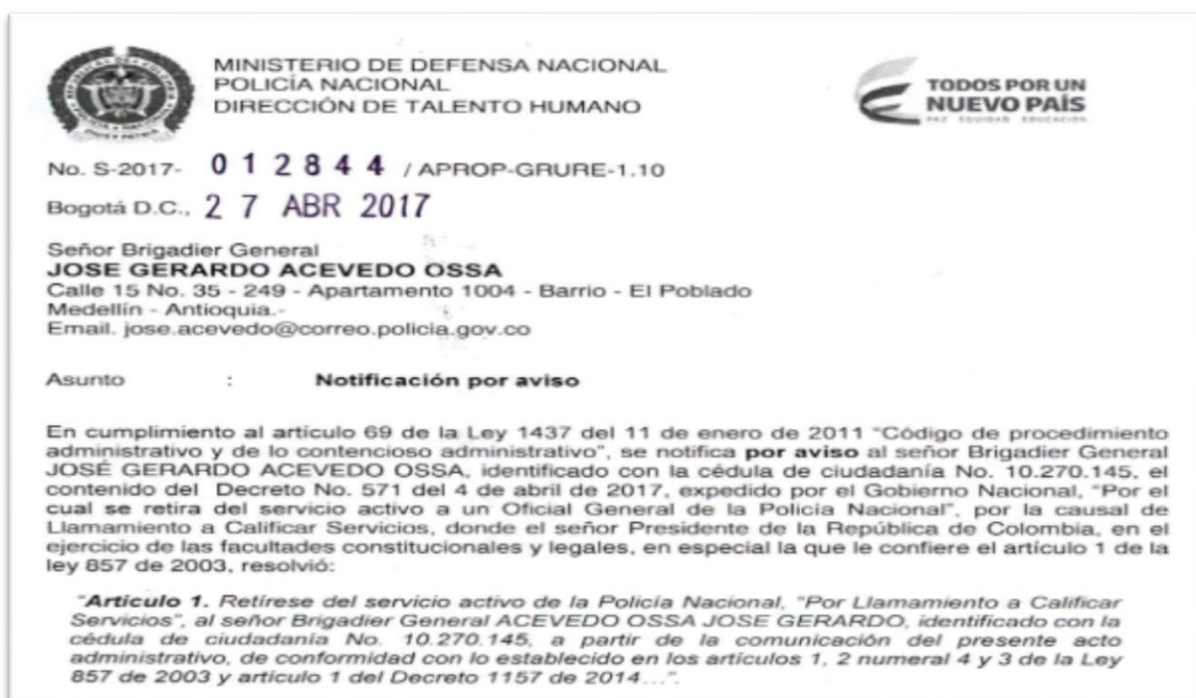 MINISTERIO DE DEFENSA NACIONAL
POLICÍA NACIONAL
DIRECCIÓN DE TALENTO HUMANO
TODOS POR UN
NUEVO PAÍS
PAZ EQUIDAD EDUCACIÓN
No. S-2017- 012844 / APROP-GRURE-1.10
Bogotá D.C., 27 ABR 2017
Señor Brigadier General
JOSE GERARDO ACEVEDO OSSA
Calle 15 No. 35 - 249 - Apartamento 1004 - Barrio - El Poblado
Medellín - Antioquia.-
Email. jose.acevedo@correo.policia.gov.co
Asunto : Notificación por aviso
En cumplimiento al artículo 69 de la Ley 1437 del 11 de enero de 2011 “Código de procedimiento
administrativo y de lo contencioso administrativo”, se notifica por aviso al señor Brigadier General
JOSÉ GERARDO ACEVEDO OSSA, identificado con la cédula de ciudadanía No. 10.270.145, el
contenido del Decreto No. 571 del 4 de abril de 2017, expedido por el Gobierno Nacional, “Por el
cual se retira del servicio activo a un Oficial General de la Policía Nacional”, por la causal de
Llamamiento a Calificar Servicios, donde el señor Presidente de la República de Colombia, en el
ejercicio de las facultades constitucionales y legales, en especial la que le confiere el artículo 1 de la
ley 857 de 2003, resolvió:
“Artículo 1. Retírese del servicio activo de la Policía Nacional, “Por Llamamiento a Calificar
Servicios”, al señor Brigadier General ACEVEDO OSSA JOSE GERARDO, identificado con la
cédula de ciudadanía No. 10.270.145, a partir de la comunicación del presente acto
administrativo, de conformidad con lo establecido en los artículos 1, 2 numeral 4 y 3 de la Ley
857 de 2003 y artículo 1 del Decreto 1157 de 2014...”.